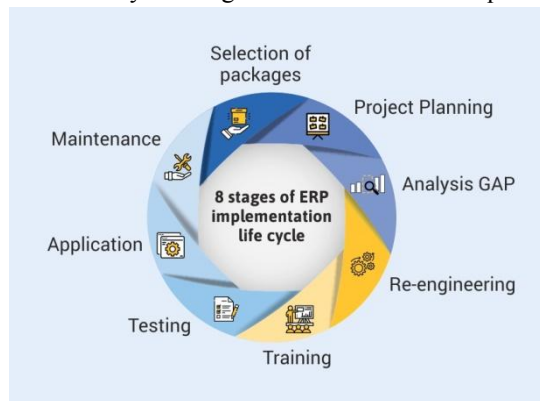 Selection of
packages
Project Planning
Analysis GAP
Re-engineering
Training
Testing
Application
Maintenance
8 stages of ERP
implementation
life cycle